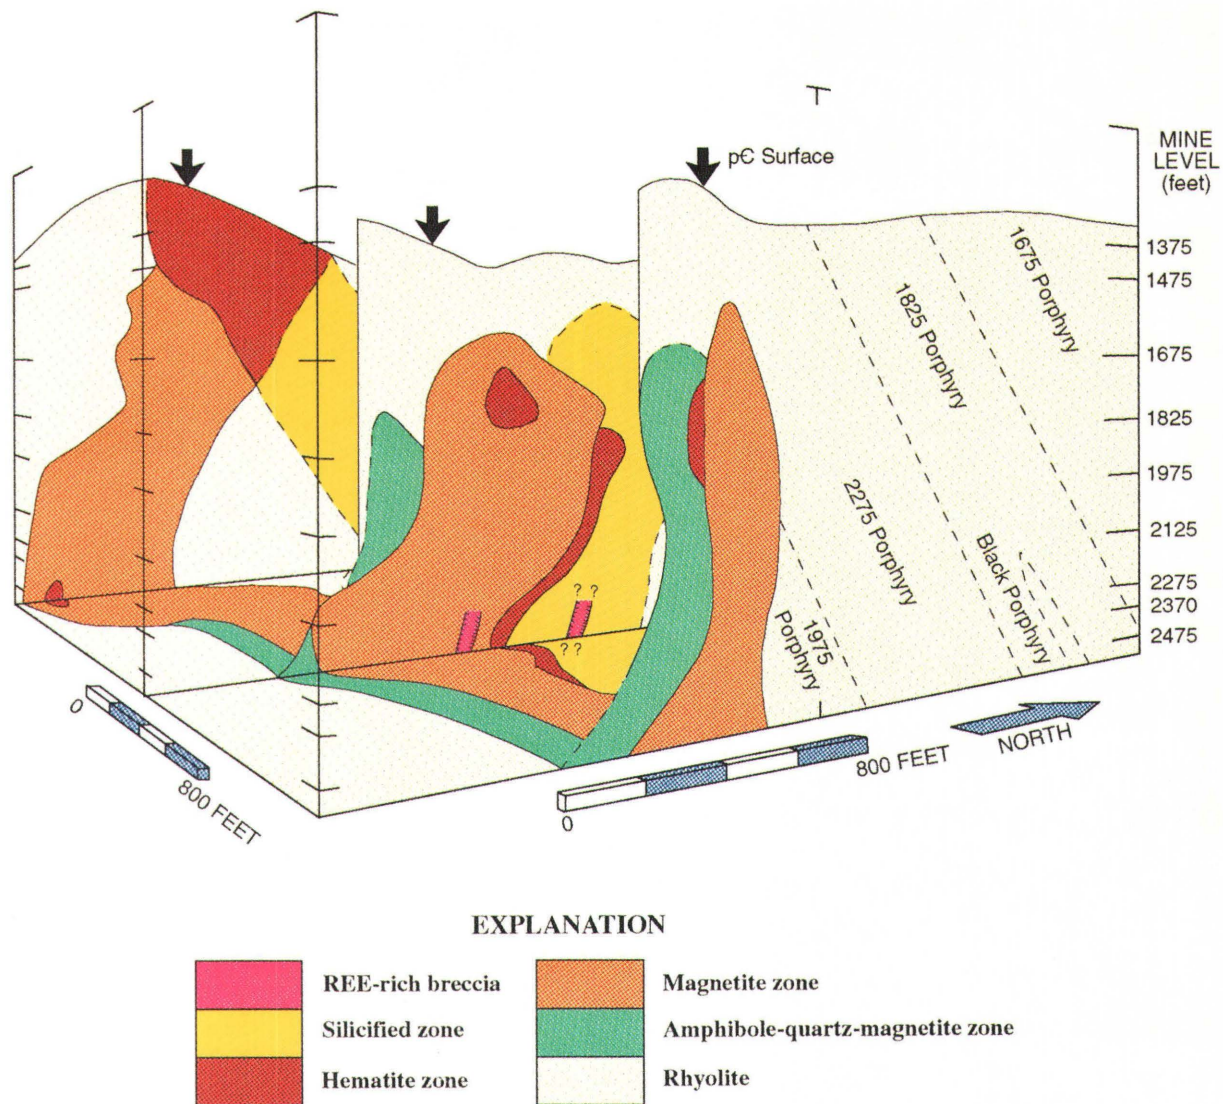 pЄ Surface
MINE
LEVEL
(feet)
1375
1475
1675
1825
1975
2125
2275
2370
2475
1675 Porphyry
1825 Porphyry
2275 Porphyry
Black Porphyry
1975
Porphyry
? ?
? ?
0
800 FEET
0
800 FEET
NORTH
EXPLANATION
REE-rich breccia
Silicified zone
Hematite zone
Magnetite zone
Amphibole-quartz-magnetite zone
Rhyolite